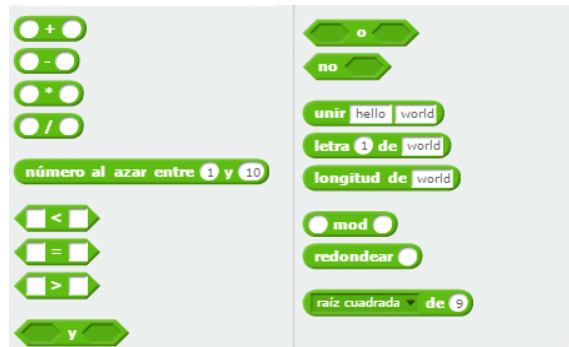 +
-
*
/
número al azar entre 1 y 10
<
=
>
y
o
no
unir hello world
letra 1 de world
longitud de world
mod
redondear
raíz cuadrada de 9